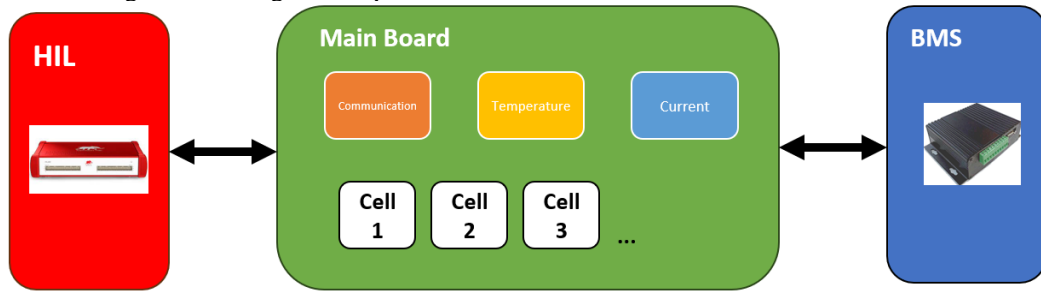 HIL
Main Board
BMS
Communication
Temperature
Current
Cell
1
Cell
2
Cell
3
...